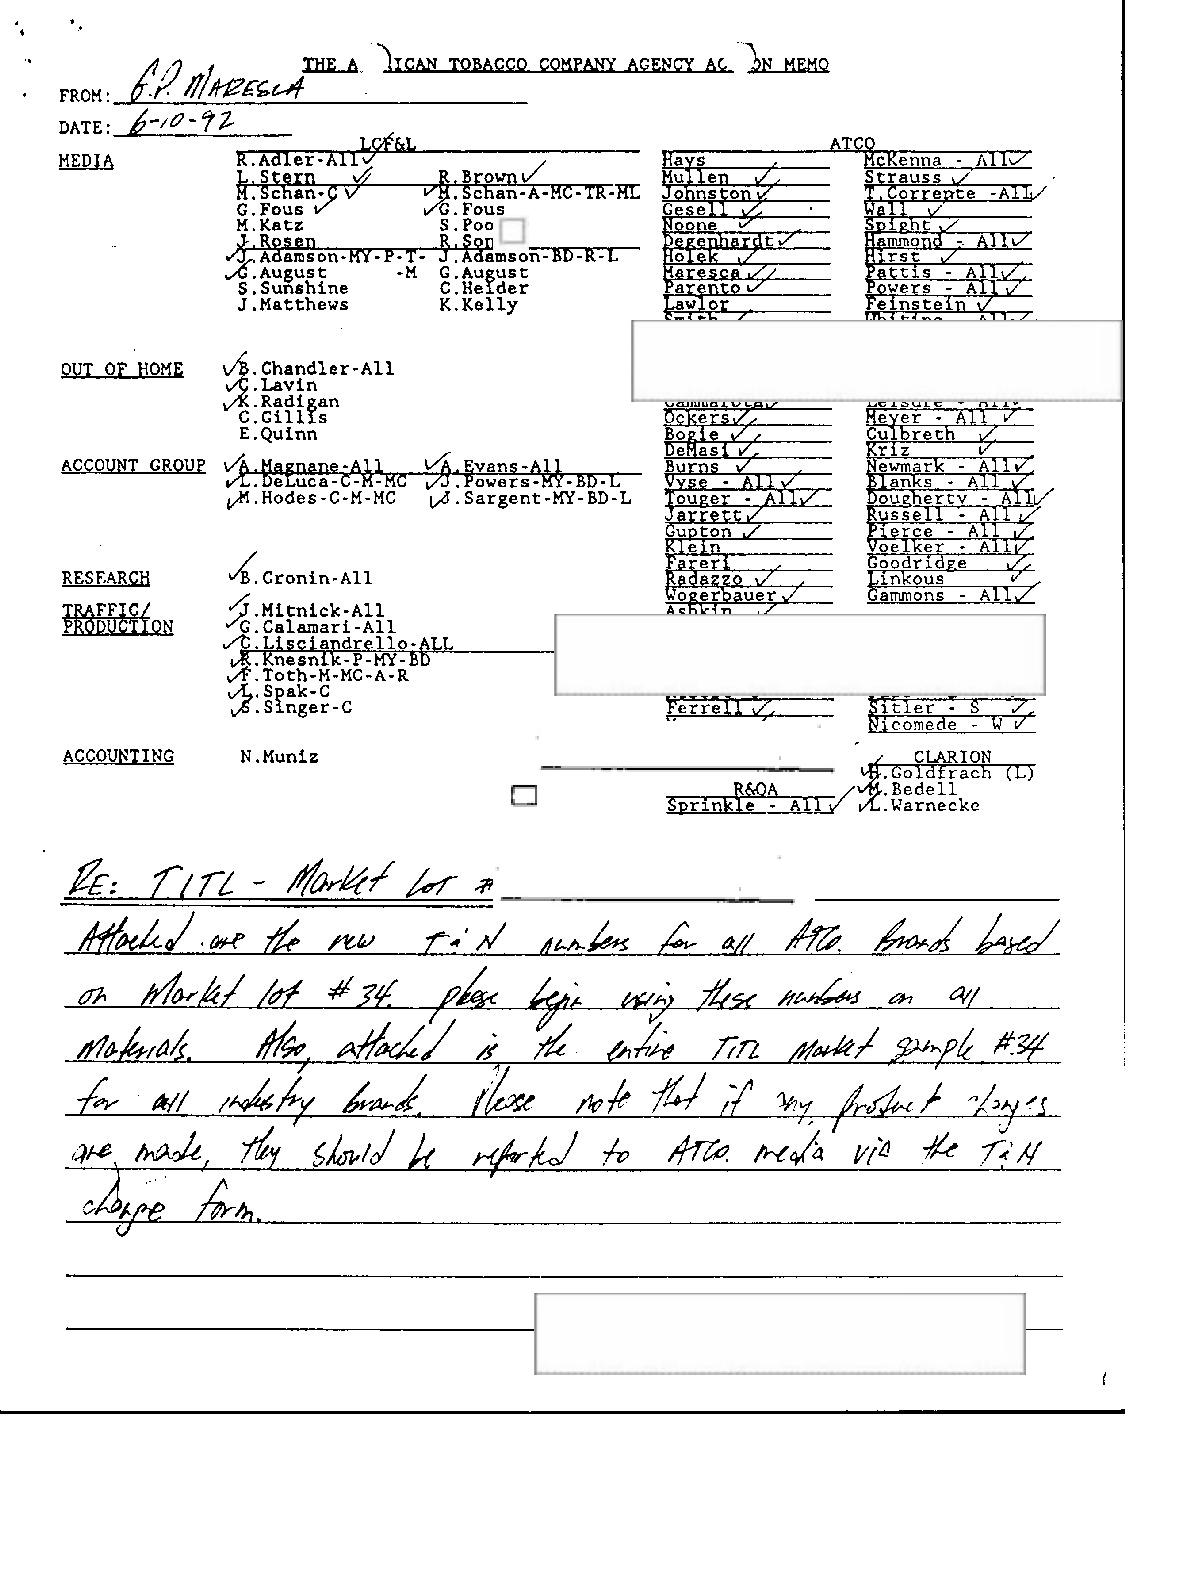 THE A ICAN TOBACCO COMPANY AGENCY AC ON MEMO
FROM: G.P. MARESCA
DATE: 6-10-92
LCF&L ATCO
MEDIA R.Adler-All Hays McKenna - All
L.Stern R.Brown Mullen Strauss
M.Schan-C M.Schan-A-MC-TR-ML Johnston T.Corrente -All
G.Fous G.Fous Gesell Wall
M.Katz S.Poo Noone Spight
J.Rosen R.Son Degenhardt Hammond - All
J.Adamson-MY-P-T- J.Adamson-BD-R-L Holek Hirst
G.August -M G.August Maresca Pattis - All
S.Sunshine C.Heider Parento Powers - All
J.Matthews K.Kelly Lawlor Feinstein
Smith Whiting - All
OUT OF HOME B.Chandler-All
C.Lavin
K.Radigan Leisure - All
C.Gillis Ockers Meyer - All
E.Quinn Bogie Culbreth
DeMasi Kriz
ACCOUNT GROUP A.Magnane-All A.Evans-All Burns Newmark - All
L.DeLuca-C-M-MC J.Powers-MY-BD-L Vyse - All Blanks - All
M.Hodes-C-M-MC J.Sargent-MY-BD-L Touger - All Dougherty - All
Jarrett Russell - All
Gupton Pierce - All
Klein Voelker - All
Fareri Goodridge
RESEARCH B.Cronin-All Radazzo Linkous
Wogerbauer Gammons - All
TRAFFIC/ J.Mitnick-All Ashkin
PRODUCTION G.Calamari-All
C.Lisciandrello-ALL
R.Knesnik-P-MY-BD
F.Toth-M-MC-A-R
L.Spak-C
S.Singer-C Ferrell Sitler - S
Nicomede - W
ACCOUNTING N.Muniz CLARION
H.Goldfrach (L)
R&OA M.Bedell
Sprinkle - All L.Warnecke
RE: TITL - Market Lot #
Attached are the new T&N numbers for all ATCo. Brands based
on Market lot # 34. please begin using these numbers on all
Materials. Also, attached is the entire TITL Market sample #34
for all industry brands. Please note that if any product changes
are made, they should be reported to ATCo. media via the T&N
change form.